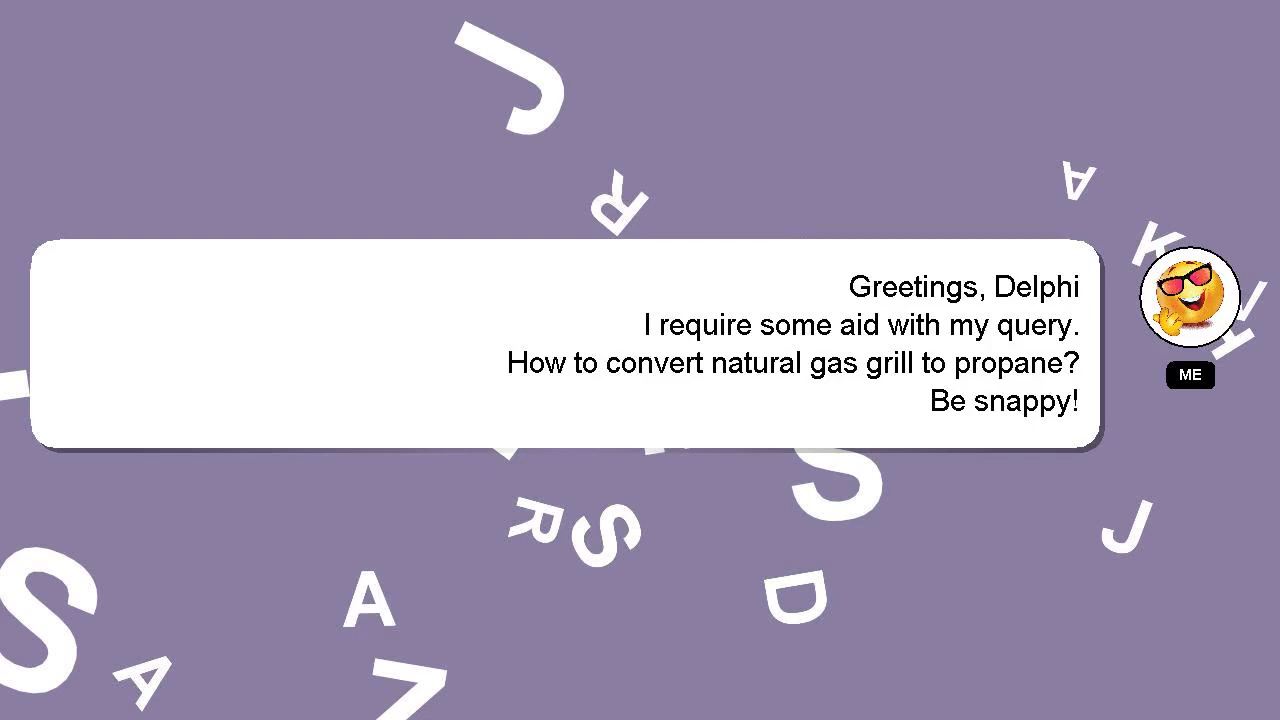 Greetings, Delphi
I require some aid with my query.
How to convert natural gas grill to propane?
Be snappy!
ME
J
R
A
K
S
R
S
J
A
D
S
A
Z